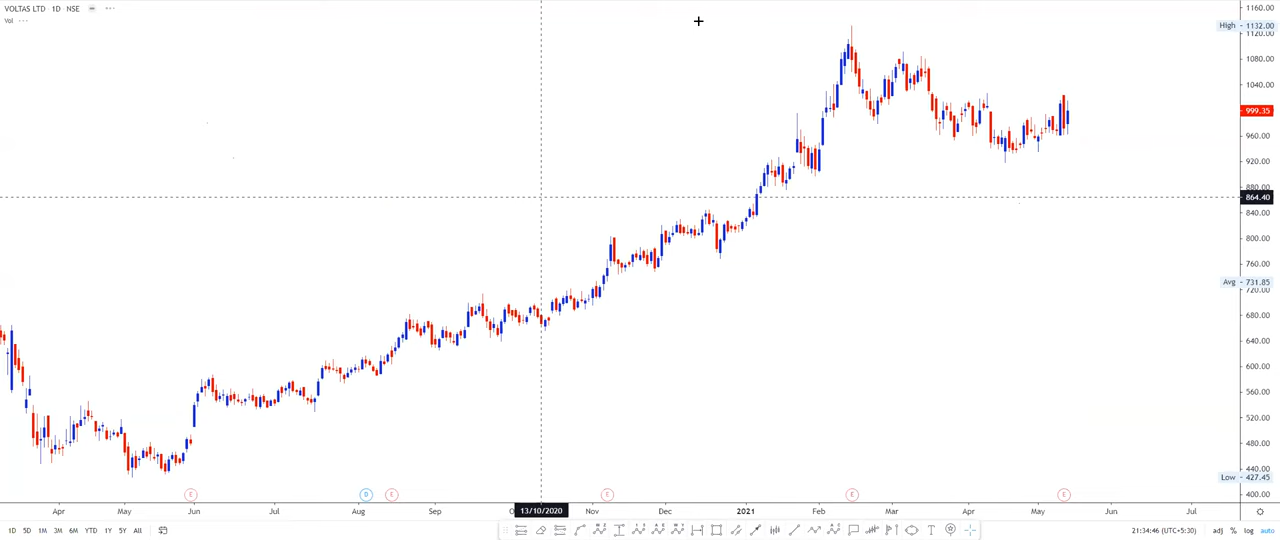 VOLTAS LTD 1D NSE
Vol
1160.00
High 1132.00
1120.00
1080.00
1040.00
999.35
960.00
920.00
880.00
864.40
840.00
800.00
760.00
Avg 731.85
720.00
680.00
640.00
600.00
560.00
520.00
480.00
440.00
Low 427.45
400.00
E D E E E E
Apr May Jun Jul Aug Sep 13/10/2020 Nov Dec 2021 Feb Mar Apr May Jun Jul
1D 5D 1M 3M 6M YTD 1Y 5Y All
T
21:34:46 (UTC+5:30) adj % log auto